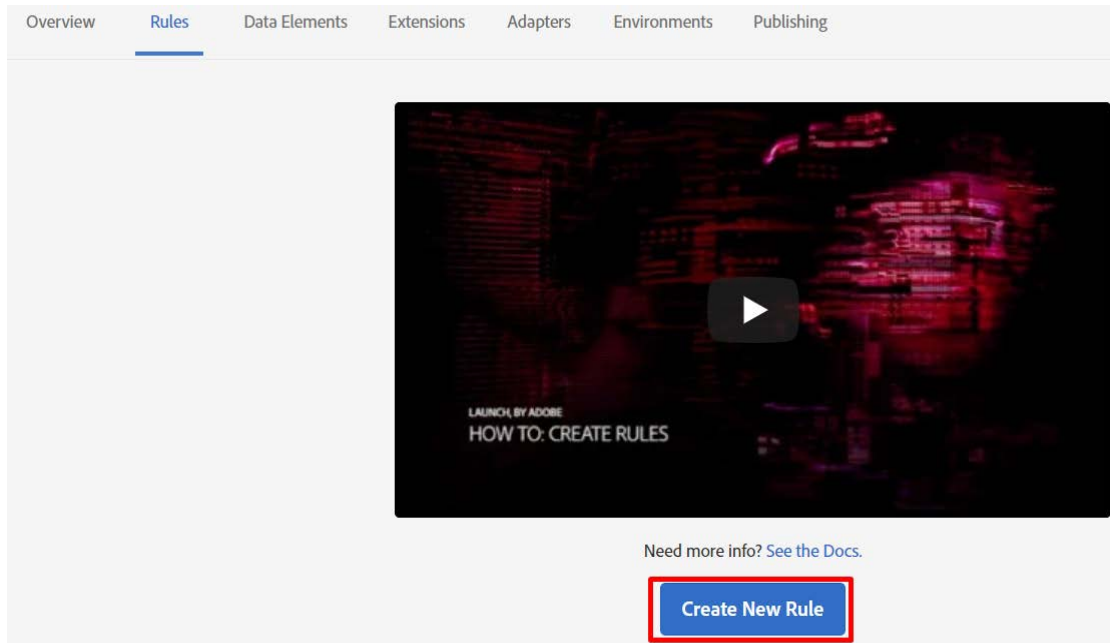 Overview Rules Data Elements Extensions Adapters Environments Publishing
LAUNCH, BY ADOBE
HOW TO: CREATE RULES
Need more info? See the Docs.
Create New Rule